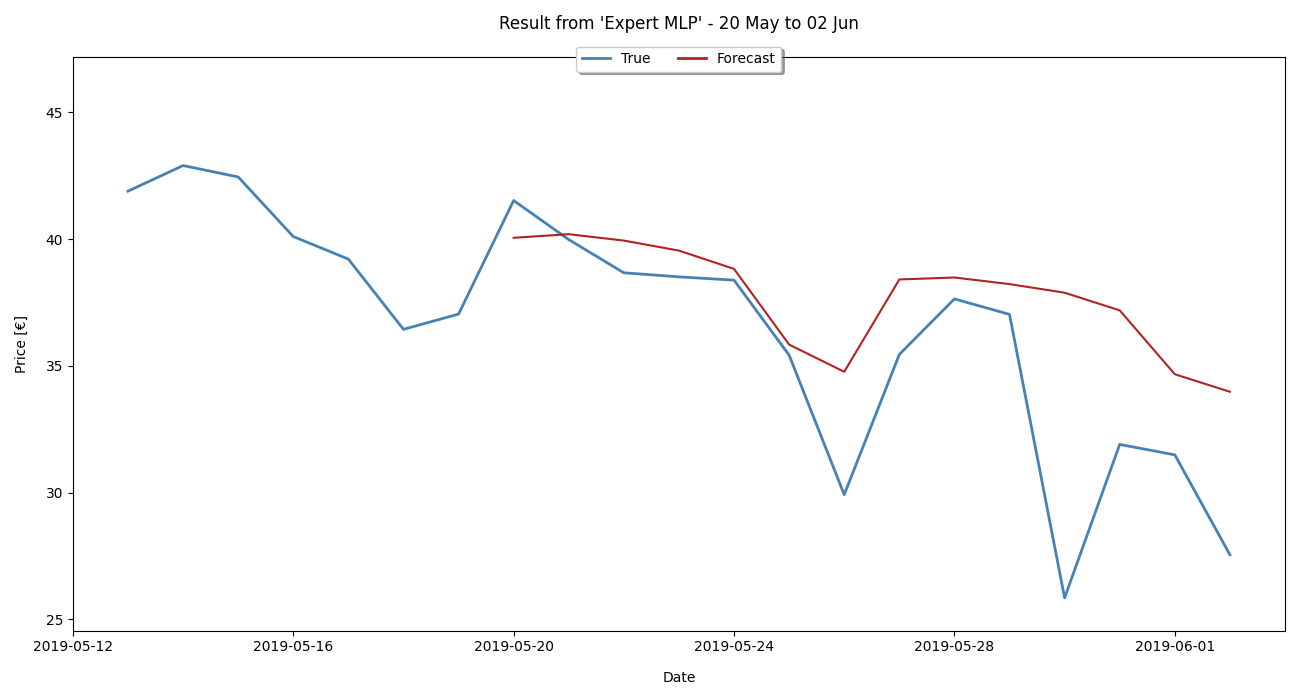 Result from 'Expert MLP' - 20 May to 02 Jun
True Forecast
45
40
35
30
25
Price [€]
2019-05-12 2019-05-16 2019-05-20 2019-05-24 2019-05-28 2019-06-01
Date